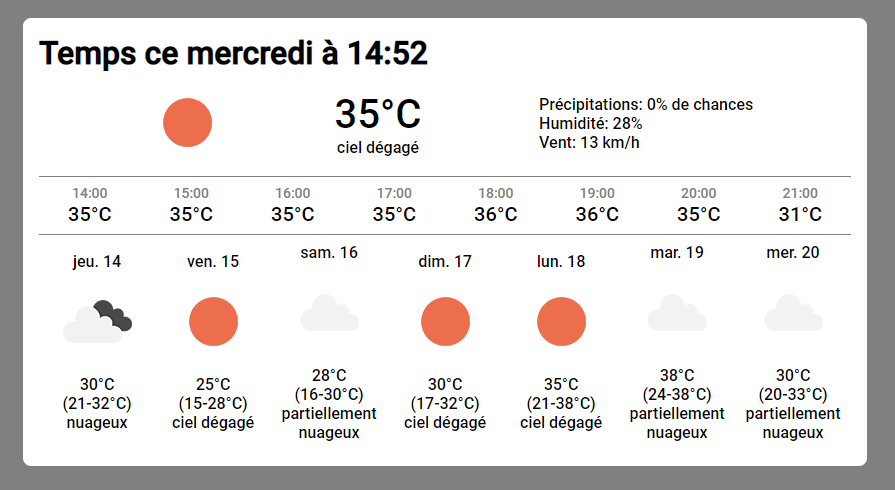 Temps ce mercredi à 14:52
35°C
ciel dégagé
Précipitations: 0% de chances
Humidité: 28%
Vent: 13 km/h
14:00 15:00 16:00 17:00 18:00 19:00 20:00 21:00
35°C 35°C 35°C 35°C 36°C 36°C 35°C 31°C
jeu. 14
30°C
(21-32°C)
nuageux
ven. 15
25°C
(15-28°C)
ciel dégagé
sam. 16
28°C
(16-30°C)
partiellement
nuageux
dim. 17
30°C
(17-32°C)
ciel dégagé
lun. 18
35°C
(21-38°C)
ciel dégagé
mar. 19
38°C
(24-38°C)
partiellement
nuageux
mer. 20
30°C
(20-33°C)
partiellement
nuageux